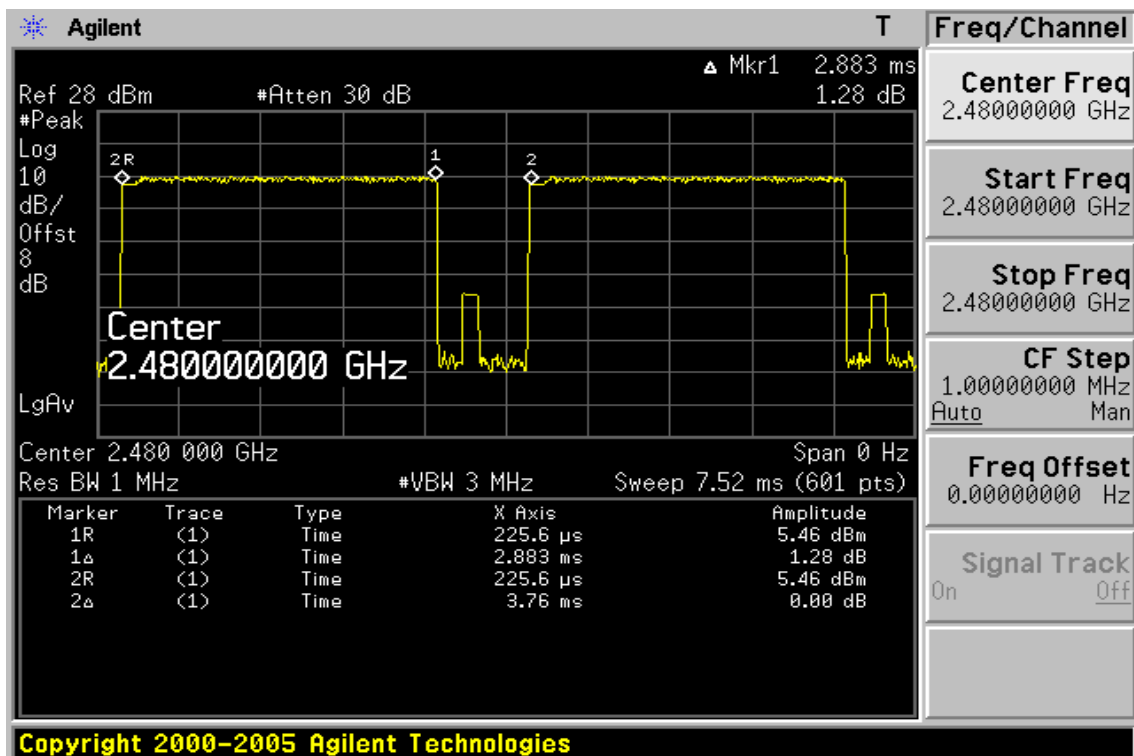 Agilent T
Δ Mkr1 2.883 ms
Ref 28 dBm #Atten 30 dB 1.28 dB
#Peak
Log
10
dB/
Offst
8
dB
2R 1 2
Center
2.480000000 GHz
LgAv
Center 2.480 000 GHz Span 0 Hz
Res BW 1 MHz #VBW 3 MHz Sweep 7.52 ms (601 pts)
Marker Trace Type X Axis Amplitude
1R (1) Time 225.6 µs 5.46 dBm
1Δ (1) Time 2.883 ms 1.28 dB
2R (1) Time 225.6 µs 5.46 dBm
2Δ (1) Time 3.76 ms 0.00 dB
Freq/Channel
Center Freq
2.48000000 GHz
Start Freq
2.48000000 GHz
Stop Freq
2.48000000 GHz
CF Step
1.00000000 MHz
Auto Man
Freq Offset
0.00000000 Hz
Signal Track
On Off
Copyright 2000-2005 Agilent Technologies